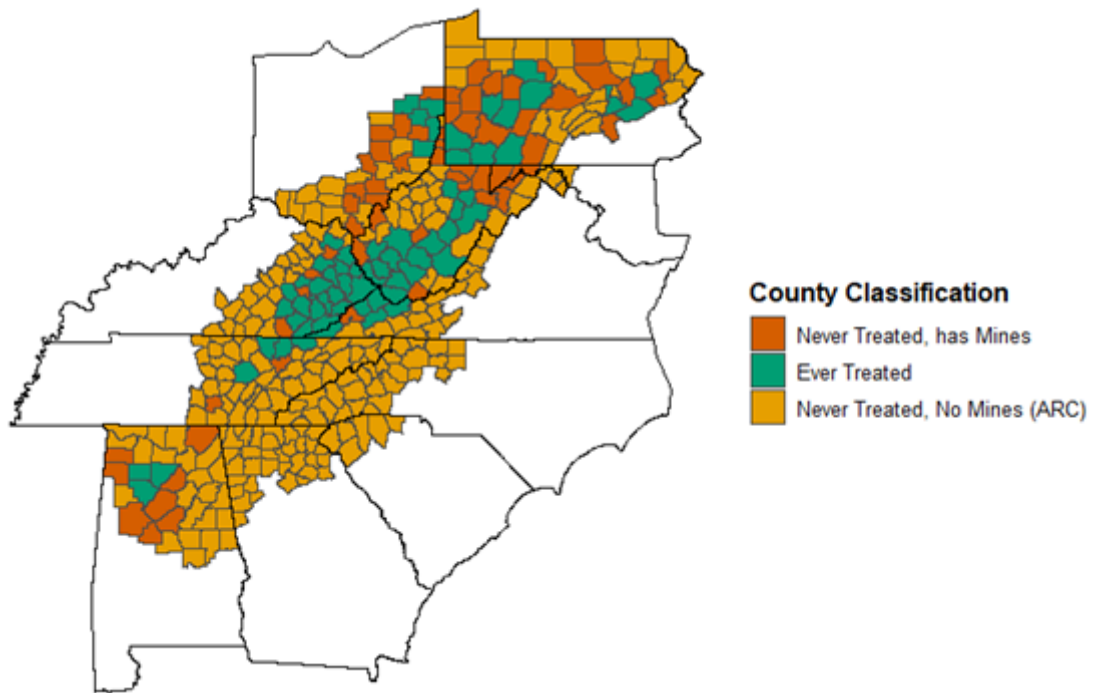 County Classification
Never Treated, has Mines
Ever Treated
Never Treated, No Mines (ARC)